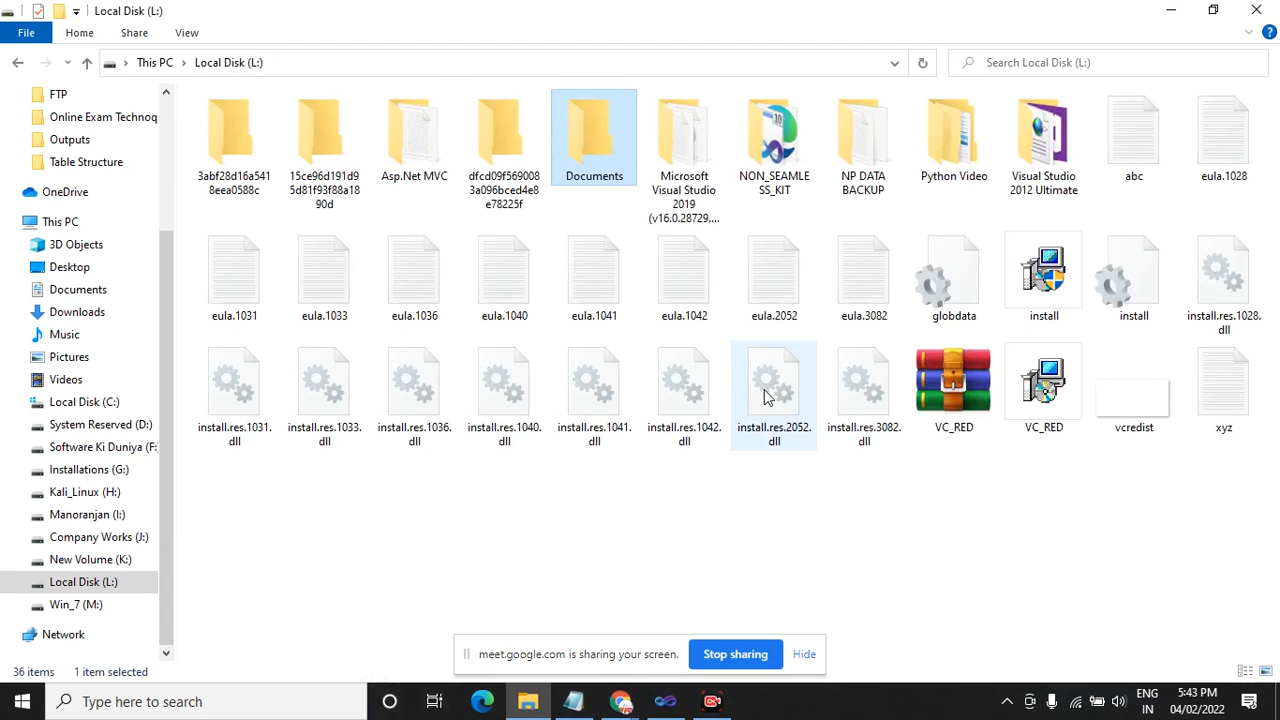 Local Disk (L:)
File
Home
Share
View
This PC
Local Disk (L:)
Search Local Disk (L:)
FTP
Online Exam Technoq
Outputs
Table Structure
OneDrive
This PC
3D Objects
Desktop
Documents
Downloads
Music
Pictures
Videos
Local Disk (C:)
System Reserved (D:)
Software Ki Duniya (F:
Installations (G:)
Kali_Linux (H:)
Manoranjan (I:)
Company Works (J:)
New Volume (K:)
Local Disk (L:)
Win_7 (M:)
Network
3abf28d16a541
8eea0588c
15ce96d191d9
5d81f93f88a18
90d
Asp.Net MVC
dfcd09f569008
3a096bced4e8
e78225f
Documents
Microsoft
Visual Studio
2019
(v16.0.28729....
NON_SEAMLE
SS_KIT
NP DATA
BACKUP
Python Video
Visual Studio
2012 Ultimate
abc
eula.1028
eula.1031
eula.1033
eula.1036
eula.1040
eula.1041
eula.1042
eula.2052
eula.3082
globdata
install
install
install.res.1028.
dll
install.res.1031.
dll
install.res.1033.
dll
install.res.1036.
dll
install.res.1040.
dll
install.res.1041.
dll
install.res.1042.
dll
install.res.2052.
dll
install.res.3082.
dll
VC_RED
VC_RED
vcredist
xyz
meet.google.com is sharing your screen.
Stop sharing
Hide
36 items
1 item selected
Type here to search
ENG
IN
5:43 PM
04/02/2022